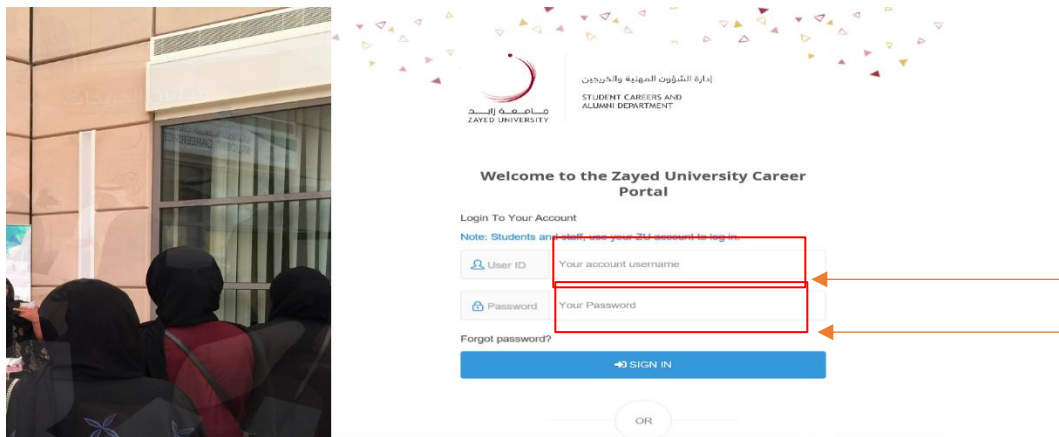 إدارة الشؤون المهنية والخريجين
STUDENT CAREERS AND
ALUMNI DEPARTMENT
جامعة زايد
ZAYED UNIVERSITY
Welcome to the Zayed University Career
Portal
Login To Your Account
Note: Students and staff, use your ZU account to log in.
User ID
Your account username
Password
Your Password
Forgot password?
SIGN IN
OR